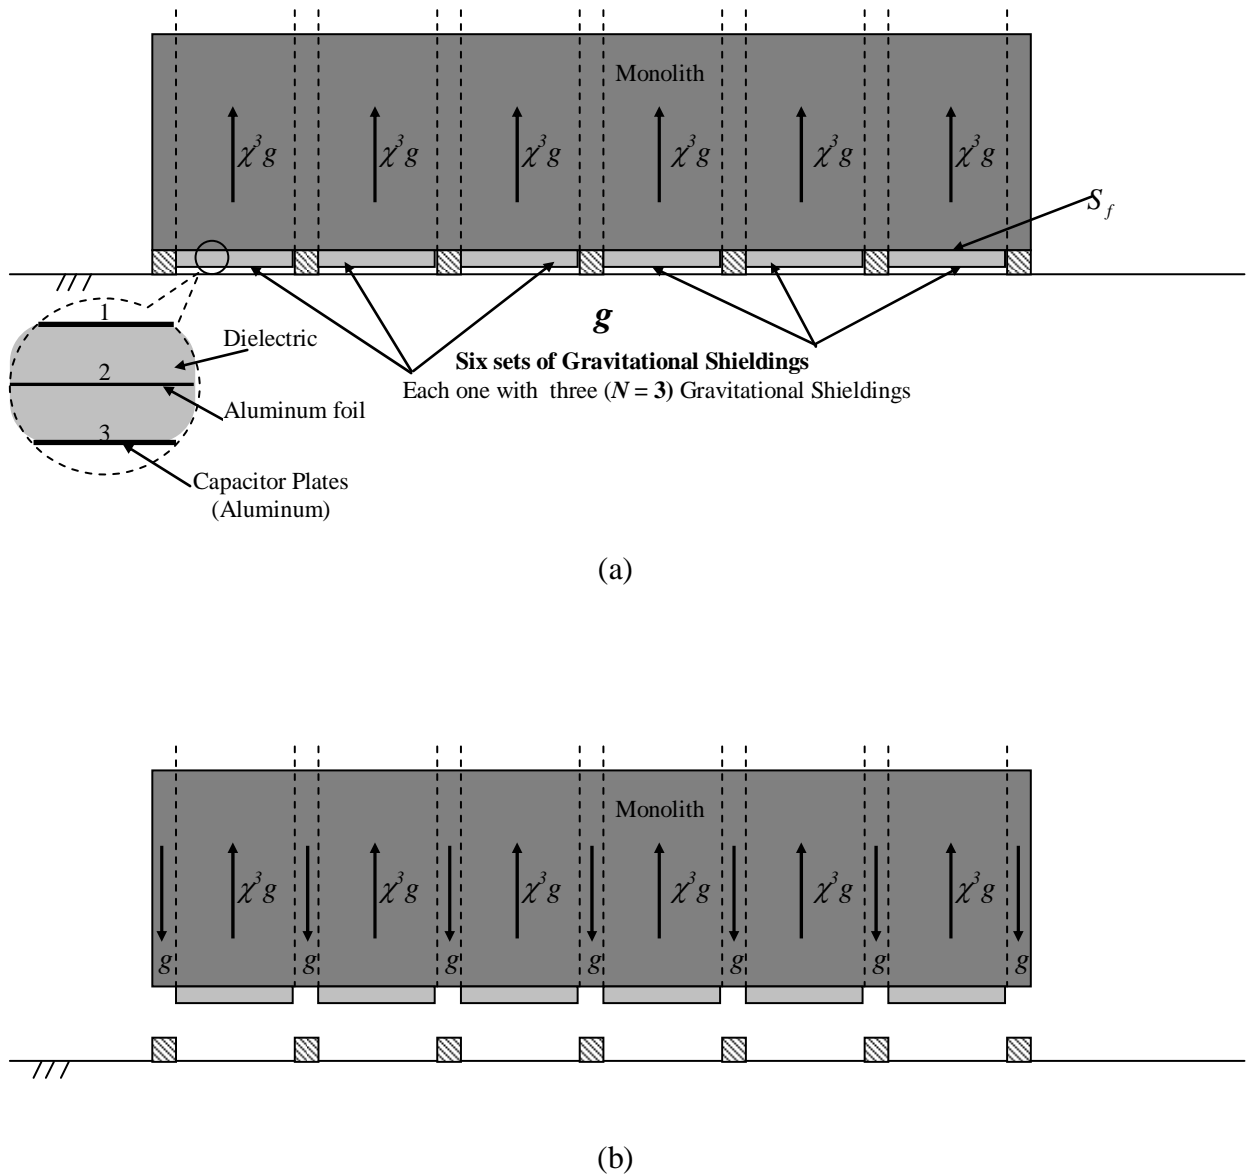 Monolith
χ³g χ³g χ³g χ³g χ³g χ³g
S_f
1
Dielectric
g
2
Six sets of Gravitational Shieldings
Each one with three (N = 3) Gravitational Shieldings
Aluminum foil
3
Capacitor Plates
(Aluminum)
(a)
Monolith
χ³g χ³g χ³g χ³g χ³g χ³g
g g g g g g g
(b)